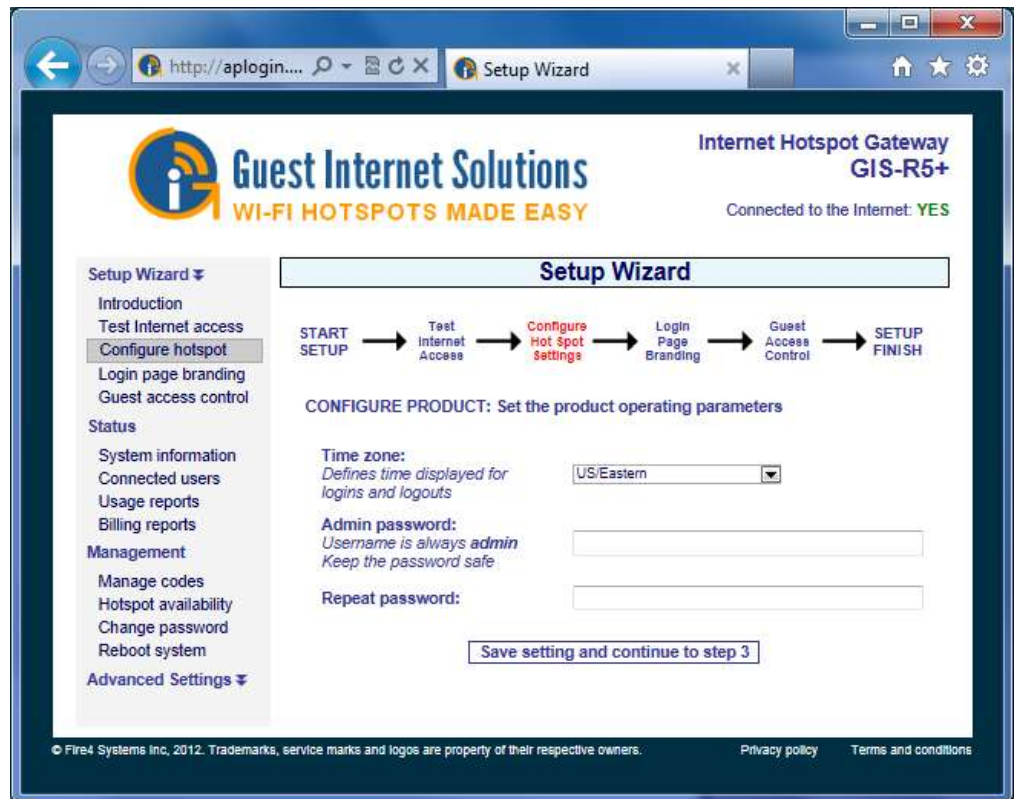 http://aplogin....
Setup Wizard
Guest Internet Solutions
WI-FI HOTSPOTS MADE EASY
Internet Hotspot Gateway
GIS-R5+
Connected to the Internet: YES
Setup Wizard
Introduction
Test Internet access
Configure hotspot
Login page branding
Guest access control
Status
System information
Connected users
Usage reports
Billing reports
Management
Manage codes
Hotspot availability
Change password
Reboot system
Advanced Settings
Setup Wizard
START
SETUP
Test
Internet
Access
Configure
Hot Spot
Settings
Login
Page
Branding
Guest
Access
Control
SETUP
FINISH
CONFIGURE PRODUCT: Set the product operating parameters
Time zone:
Defines time displayed for
logins and logouts
US/Eastern
Admin password:
Username is always admin
Keep the password safe
Repeat password:
Save setting and continue to step 3
© Fire4 Systems Inc, 2012. Trademarks, service marks and logos are property of their respective owners.
Privacy policy
Terms and conditions